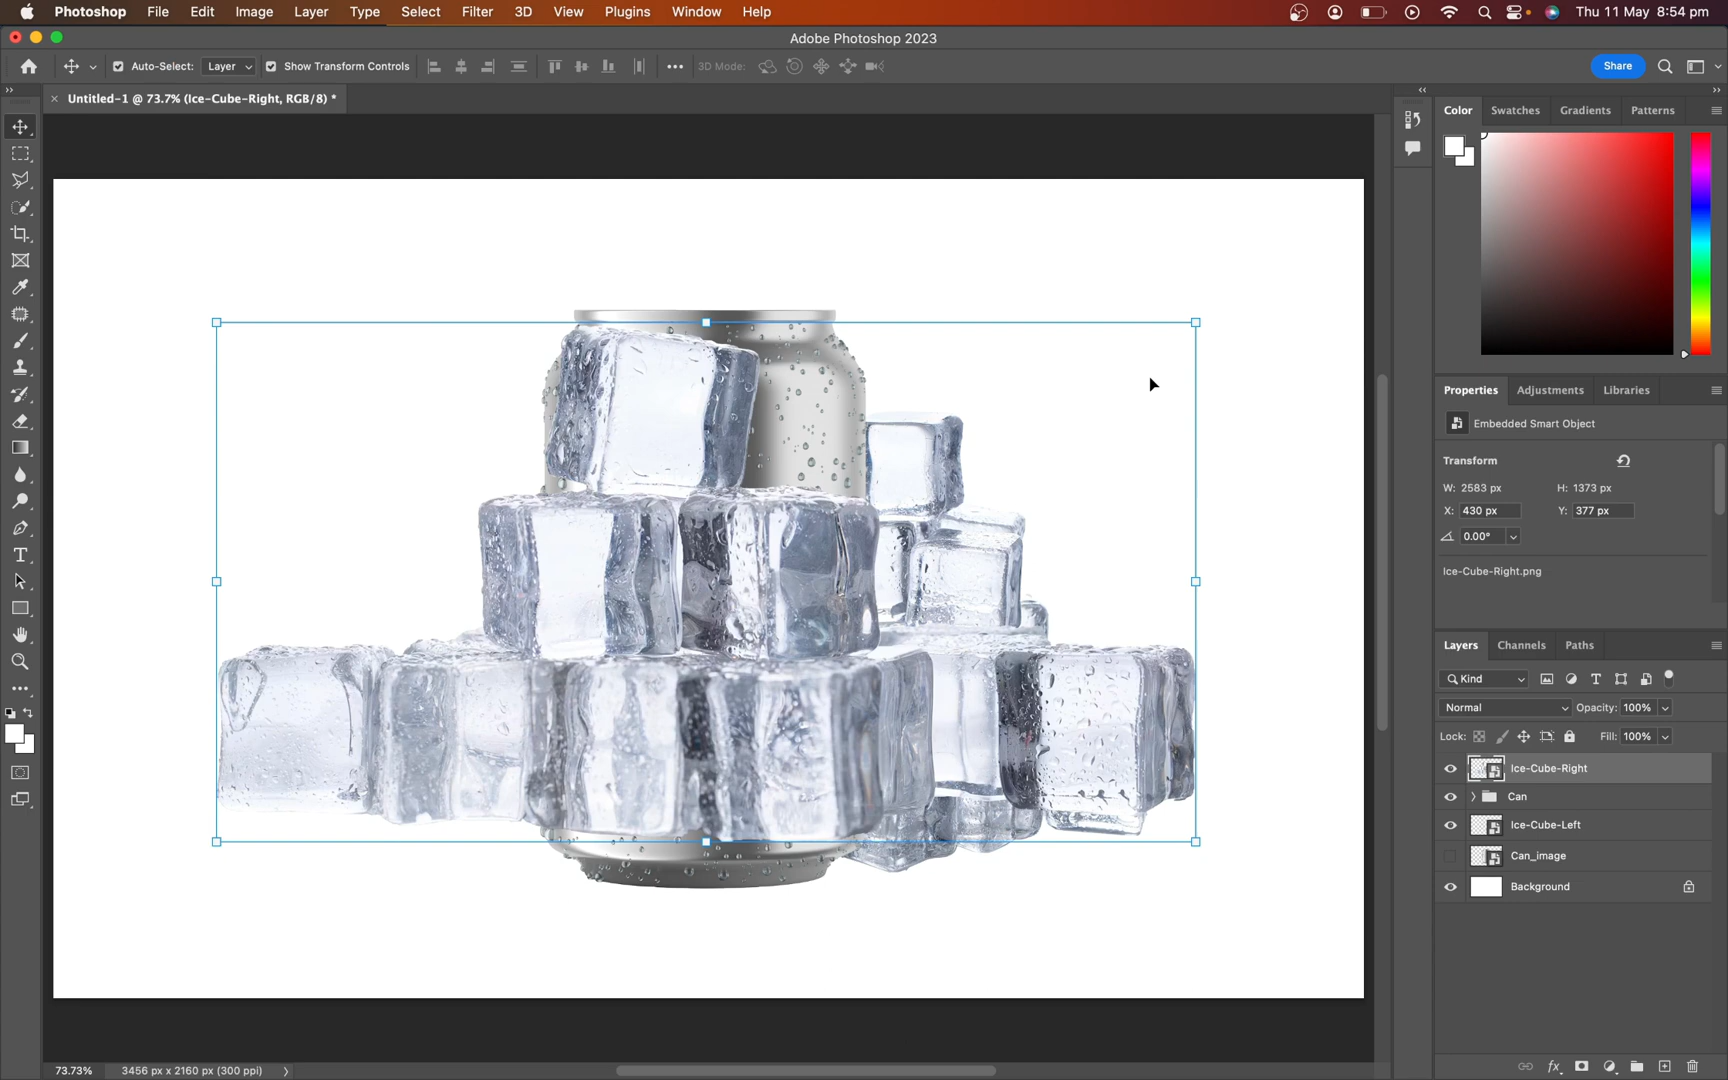 Photoshop File Edit Image Layer Type Select Filter 3D View Plugins Window Help Thu 11 May 8:54 pm
Adobe Photoshop 2023
Auto-Select: Layer Show Transform Controls 3D Mode: Share
Untitled-1 @ 73.7% (Ice-Cube-Right, RGB/8) *
Color Swatches Gradients Patterns
Properties Adjustments Libraries
Embedded Smart Object
Transform
W: 2583 px H: 1373 px
X: 430 px Y: 377 px
0.00°
Ice-Cube-Right.png
Layers Channels Paths
Kind
Normal Opacity: 100%
Lock: Fill: 100%
Ice-Cube-Right
Can
Ice-Cube-Left
Can_image
Background
73.73% 3456 px x 2160 px (300 ppi)